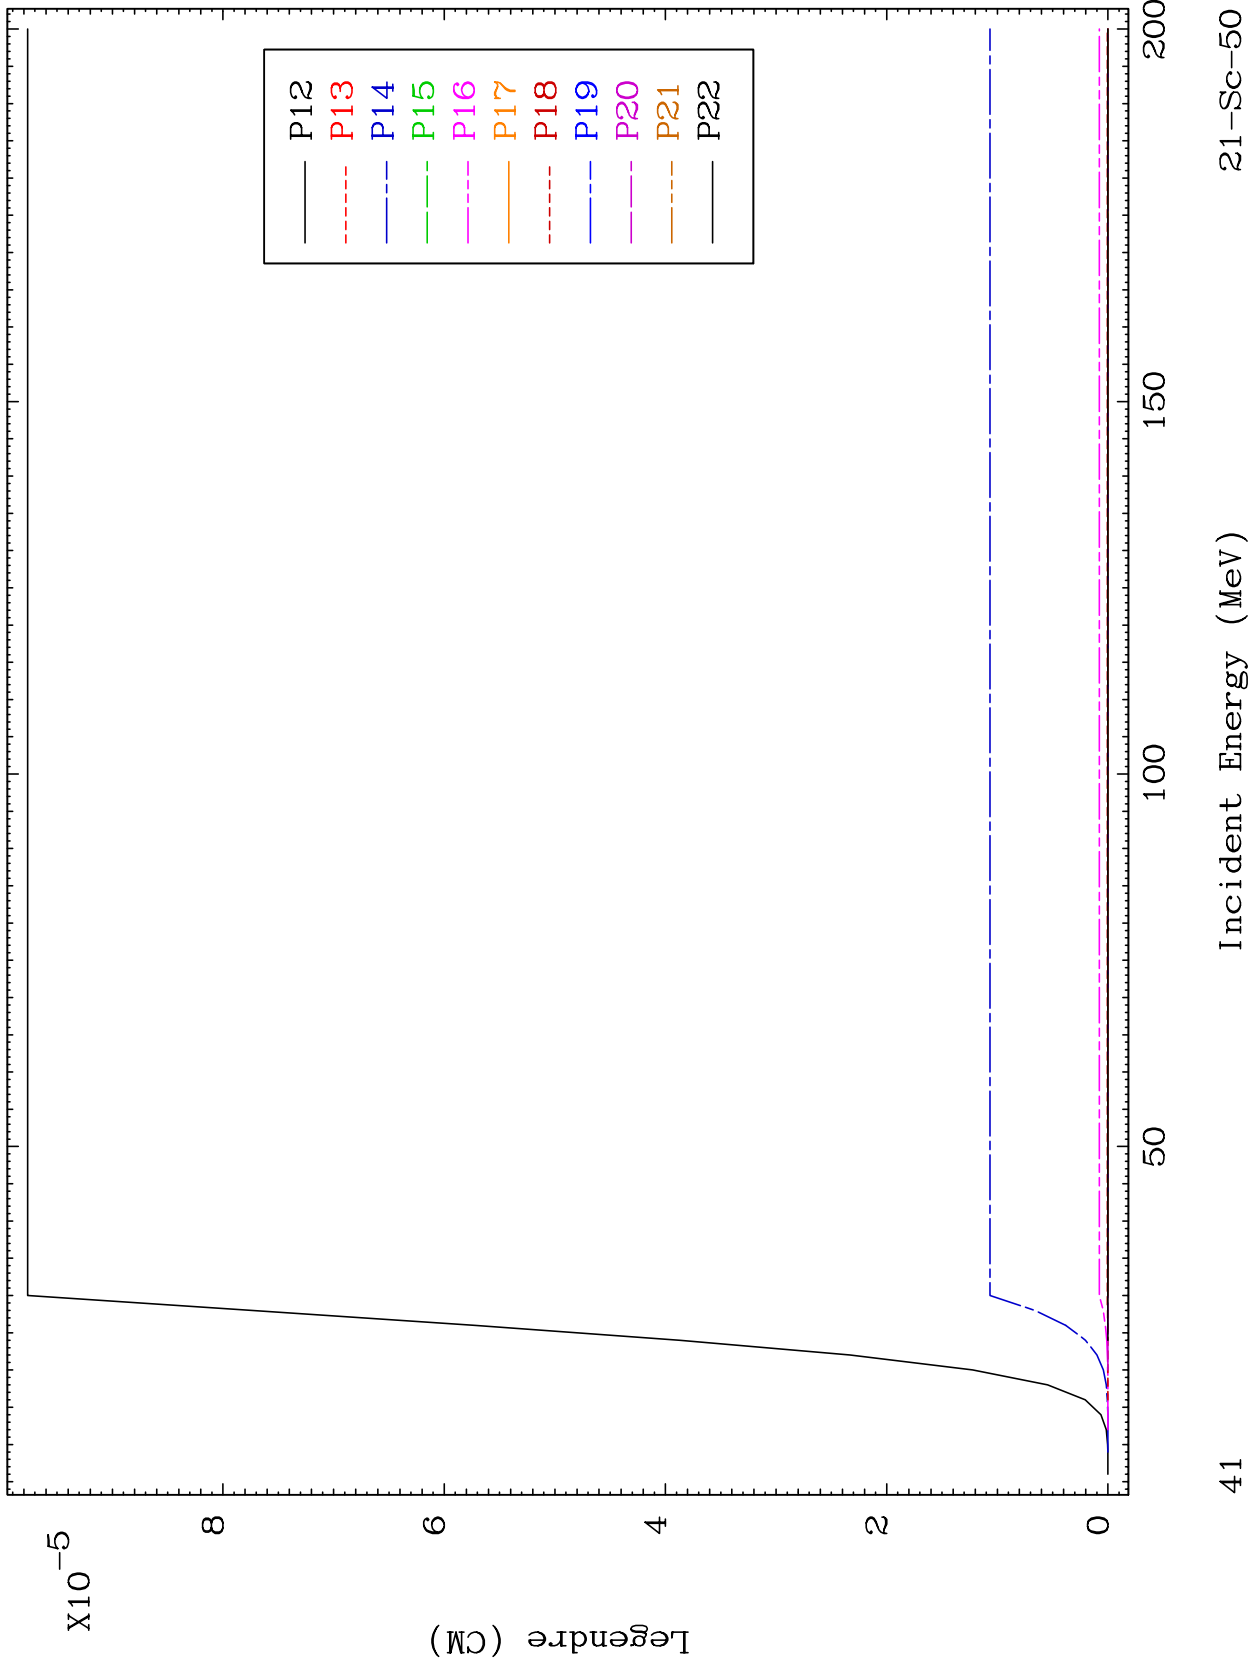 X10-5
Legendre (CM)
8
6
4
2
0
P12
P13
P14
P15
P16
P17
P18
P19
P20
P21
P22
50
100
150
200
Incident Energy (MeV)
41
21-Sc-50